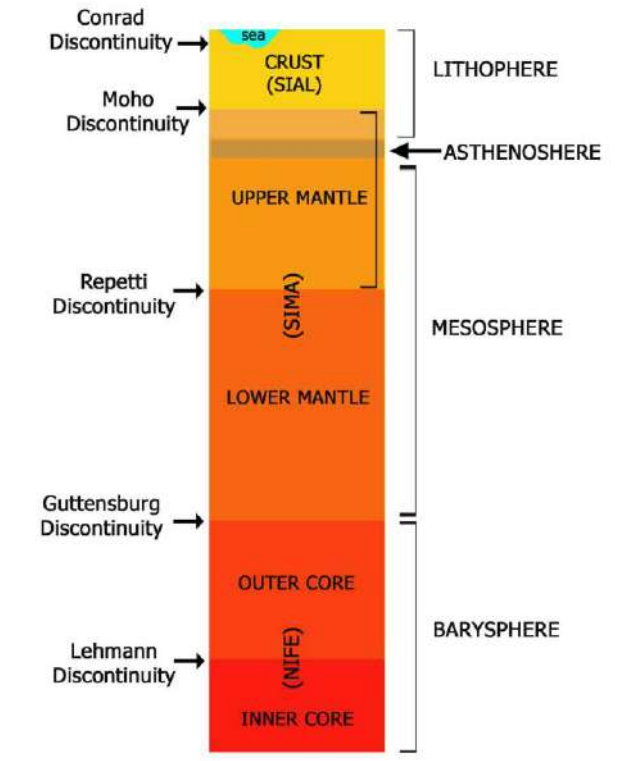 Conrad
Discontinuity
sea
CRUST
(SIAL)
LITHOPHERE
Moho
Discontinuity
ASTHENOSHERE
UPPER MANTLE
Repetti
Discontinuity
(SIMA)
MESOSPHERE
LOWER MANTLE
Guttensburg
Discontinuity
OUTER CORE
BARYSPHERE
Lehmann
Discontinuity
(NIFE)
INNER CORE